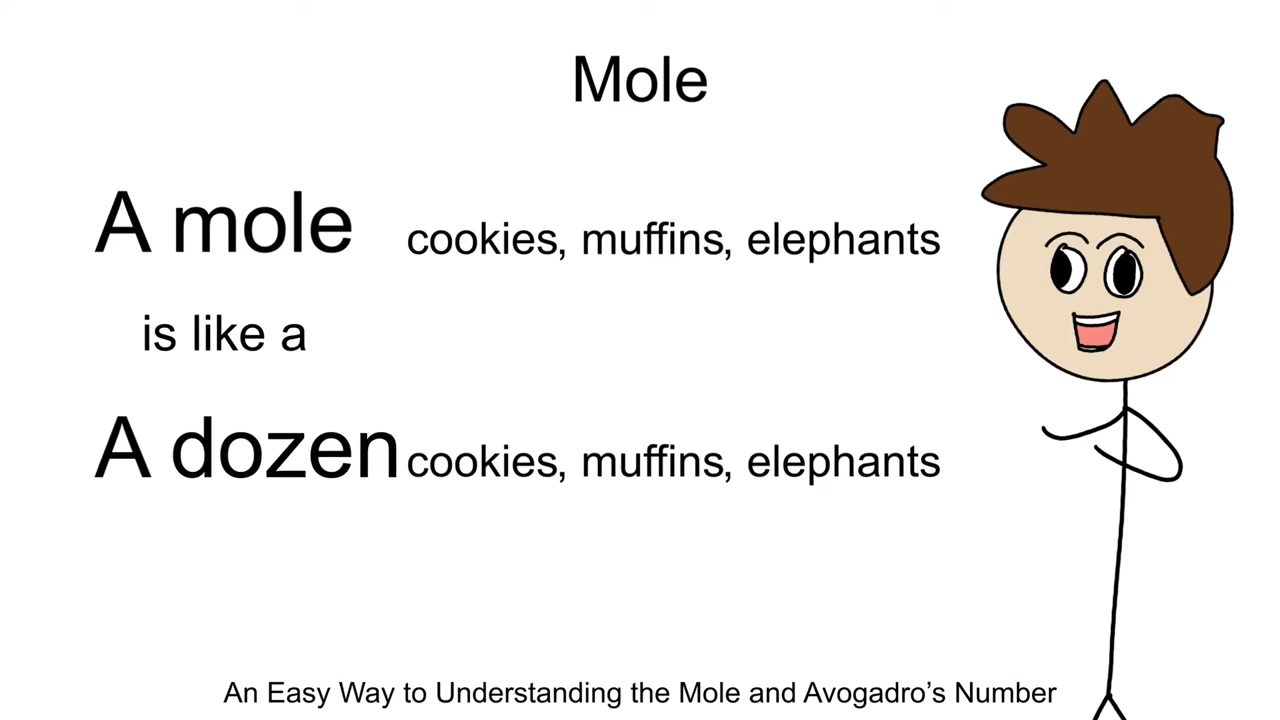 Mole
A mole cookies, muffins, elephants
is like a
A dozen cookies, muffins, elephants
An Easy Way to Understanding the Mole and Avogadro’s Number